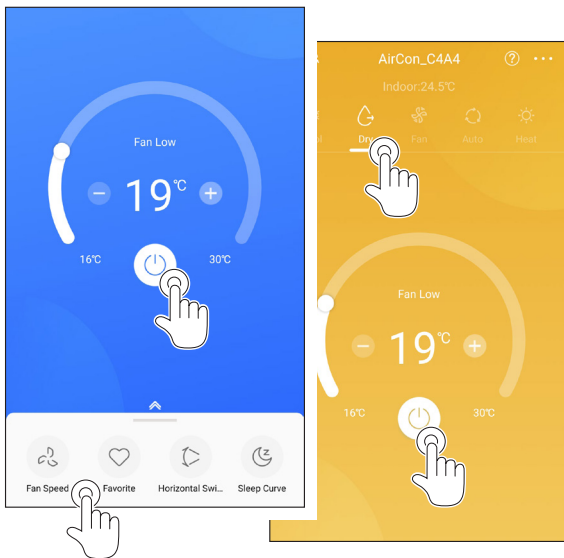 Fan Low
19°C
16°C 30°C
Fan Speed Favorite Horizontal Swi... Sleep Curve
AirCon_C4A4
Indoor:24.5°C
Dry Fan Auto Heat
Fan Low
19°C
16°C 30°C